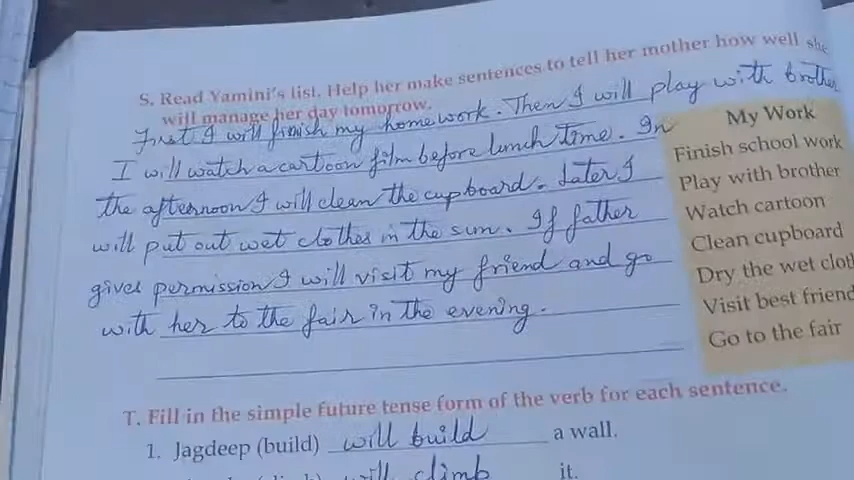 S. Read Yamini's list. Help her make sentences to tell her mother how well she
will manage her day tomorrow.
First I will finish my homework. Then I will play with brother
I will watch a cartoon film before lunch time. In
the afternoon I will clean the cupboard. Later I
will put out wet clothes in the sun. If father
gives permission I will visit my friend and go
with her to the fair in the evening.
My Work
Finish school work
Play with brother
Watch cartoon
Clean cupboard
Dry the wet cloth
Visit best friend
Go to the fair
T. Fill in the simple future tense form of the verb for each sentence.
1. Jagdeep (build) will build a wall.
will climb it.